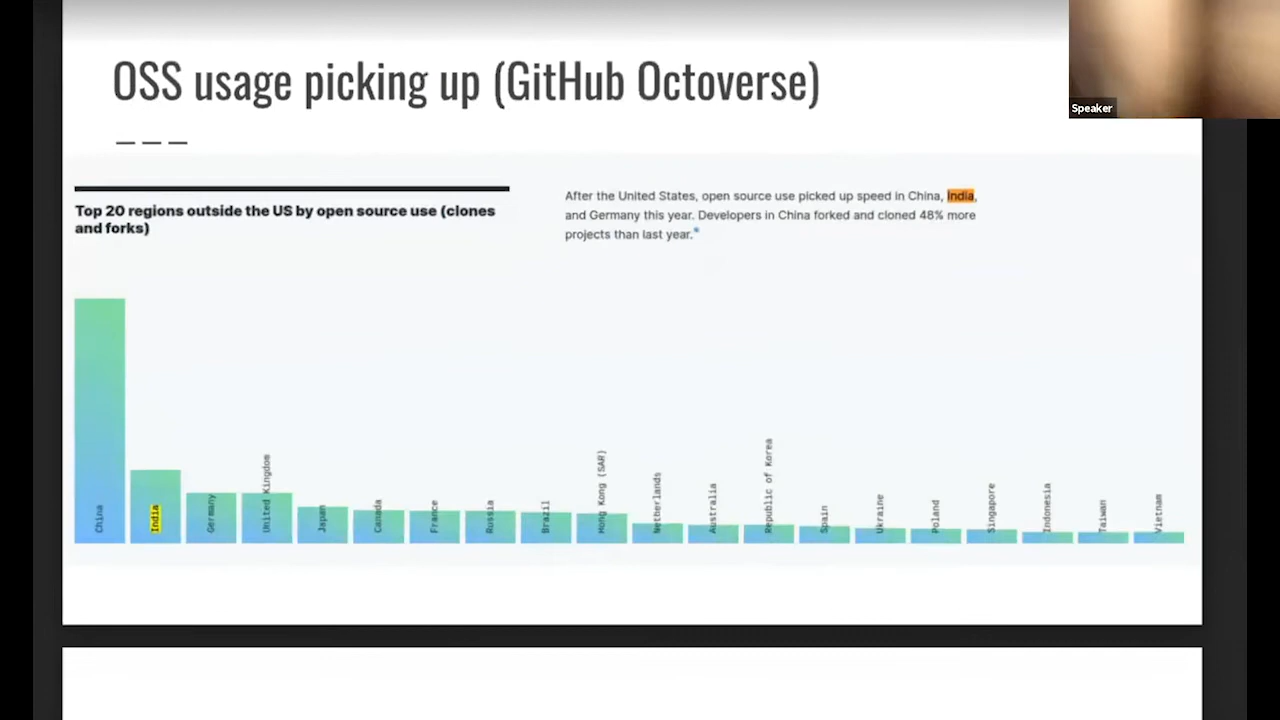 OSS usage picking up (GitHub Octoverse)
Speaker
Top 20 regions outside the US by open source use (clones
and forks)
After the United States, open source use picked up speed in China, India,
and Germany this year. Developers in China forked and cloned 48% more
projects than last year.*
China
India
Germany
United Kingdom
Japan
Canada
France
Russia
Brazil
Hong Kong (SAR)
Netherlands
Australia
Republic of Korea
Spain
Ukraine
Poland
Singapore
Indonesia
Taiwan
Vietnam